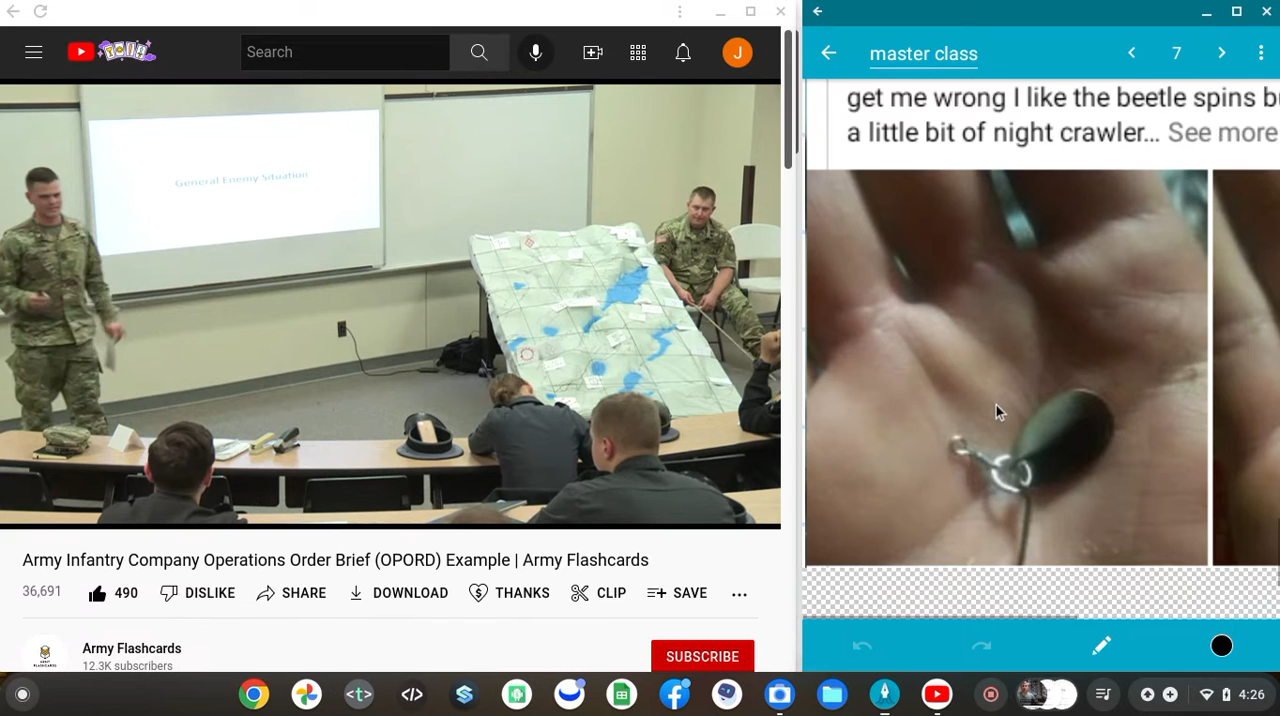 Search
J
General Enemy Situation
Army Infantry Company Operations Order Brief (OPORD) Example | Army Flashcards
36,691
490
DISLIKE
SHARE
DOWNLOAD
THANKS
CLIP
SAVE
Army Flashcards
12.3K subscribers
SUBSCRIBE
master class
7
get me wrong I like the beetle spins
a little bit of night crawler... See more
<t>
</>
4:26